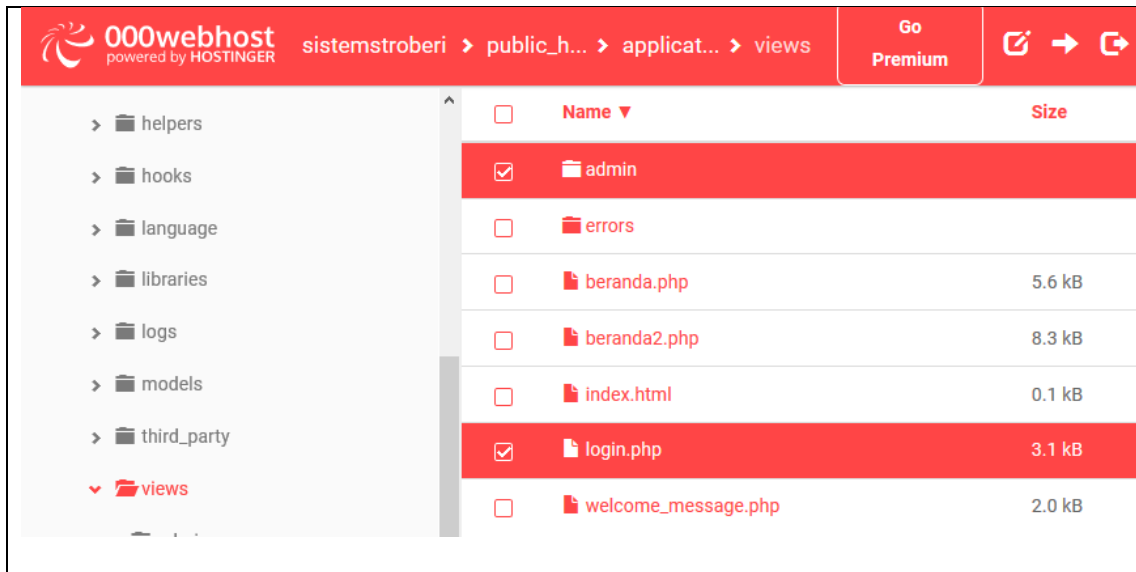 000webhost
powered by HOSTINGER
sistemstroberi > public_h... > applicat... > views
Go
Premium
helpers
hooks
language
libraries
logs
models
third_party
views
Name ▼ Size
admin
errors
beranda.php 5.6 kB
beranda2.php 8.3 kB
index.html 0.1 kB
login.php 3.1 kB
welcome_message.php 2.0 kB